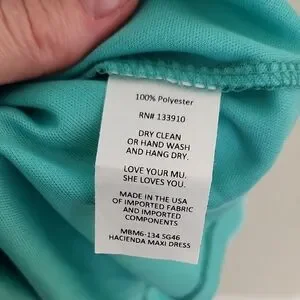 100% Polyester
RN# 133910
DRY CLEAN
OR HAND WASH
AND HANG DRY.
LOVE YOUR MU.
SHE LOVES YOU.
MADE IN THE USA
OF IMPORTED FABRIC
AND IMPORTED
COMPONENTS
MBM6-134 SG46
HACIENDA MAXI DRESS